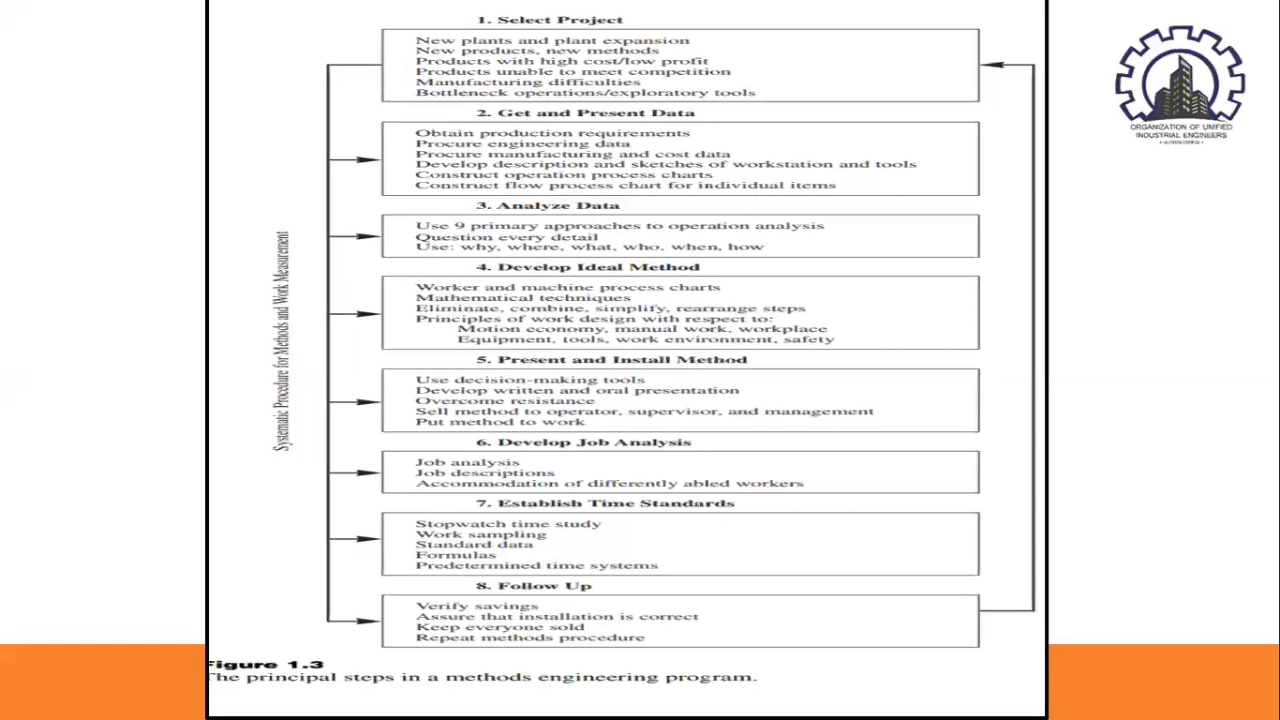 1. Select Project
New plants and plant expansion
New products, new methods
Products with high cost/low profit
Products unable to meet competition
Manufacturing difficulties
Bottleneck operations/exploratory tools
2. Get and Present Data
Obtain production requirements
Procure engineering data
Procure manufacturing and cost data
Develop description and sketches of workstation and tools
Construct operation process charts
Construct flow process chart for individual items
3. Analyze Data
Use 9 primary approaches to operation analysis
Question every detail
Use: why, where, what, who, when, how
4. Develop Ideal Method
Worker and machine process charts
Mathematical techniques
Eliminate, combine, simplify, rearrange steps
Principles of work design with respect to:
Motion economy, manual work, workplace
Equipment, tools, work environment, safety
5. Present and Install Method
Use decision-making tools
Develop written and oral presentation
Overcome resistance
Sell method to operator, supervisor, and management
Put method to work
6. Develop Job Analysis
Job analysis
Job descriptions
Accommodation of differently abled workers
7. Establish Time Standards
Stopwatch time study
Work sampling
Standard data
Formulas
Predetermined time systems
8. Follow Up
Verify savings
Assure that installation is correct
Keep everyone sold
Repeat methods procedure
Systematic Procedure for Methods and Work Measurement
Figure 1.3
The principal steps in a methods engineering program.
ORGANIZATION OF UNIFIED
INDUSTRIAL ENGINEERS